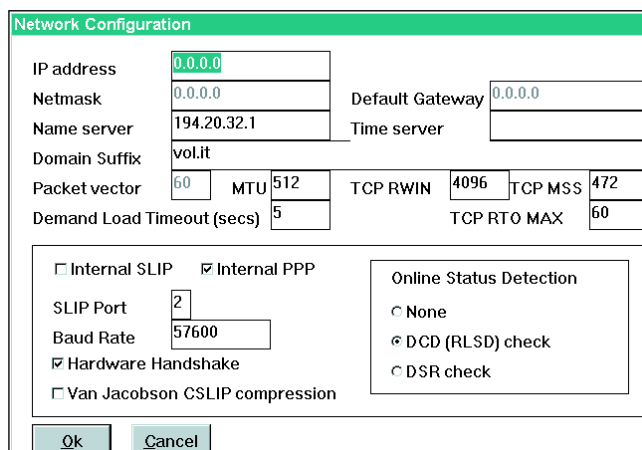 Network Configuration
IP address 0.0.0.0
Netmask 0.0.0.0 Default Gateway 0.0.0.0
Name server 194.20.32.1 Time server
Domain Suffix vol.it
Packet vector 60 MTU 512 TCP RWIN 4096 TCP MSS 472
Demand Load Timeout (secs) 5 TCP RTO MAX 60
Internal SLIP Internal PPP
Online Status Detection
SLIP Port 2
None
Baud Rate 57600
DCD (RLSD) check
Hardware Handshake
DSR check
Van Jacobson CSLIP compression
Ok Cancel